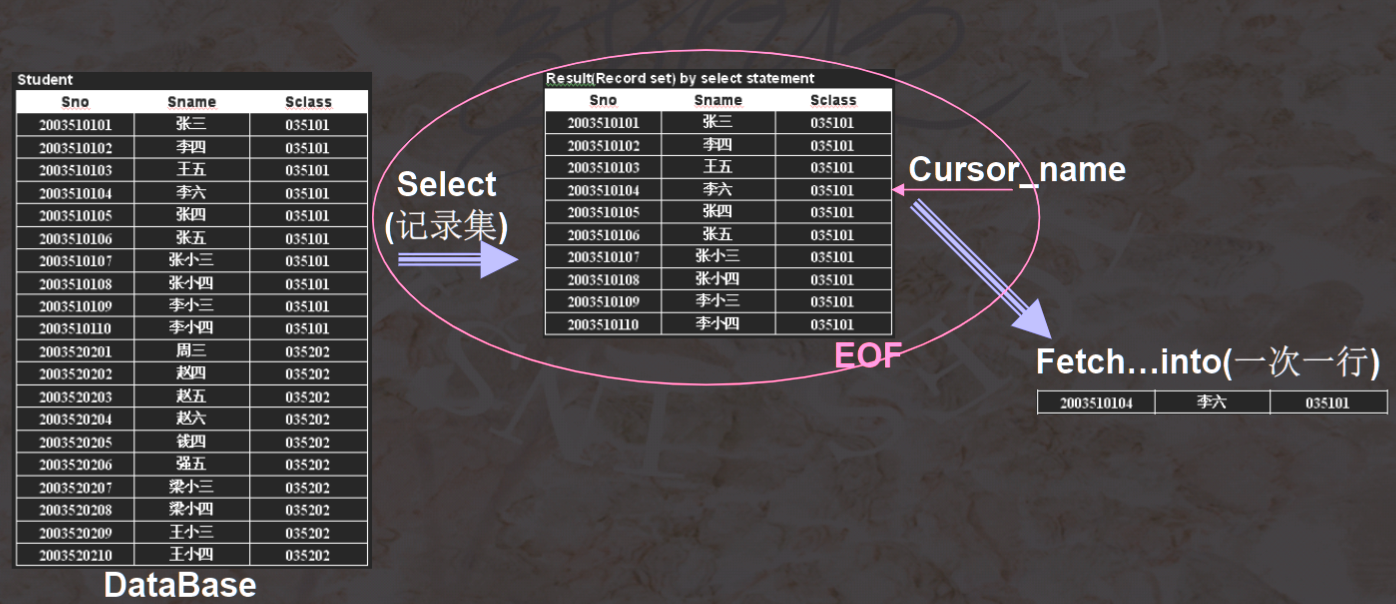 Student
Sno Sname Sclass
2003510101 张三 035101
2003510102 李四 035101
2003510103 王五 035101
2003510104 李六 035101
2003510105 张四 035101
2003510106 张五 035101
2003510107 张小三 035101
2003510108 张小四 035101
2003510109 李小三 035101
2003510110 李小四 035101
2003520201 周三 035202
2003520202 赵四 035202
2003520203 赵五 035202
2003520204 赵六 035202
2003520205 钱四 035202
2003520206 强五 035202
2003520207 梁小三 035202
2003520208 梁小四 035202
2003520209 王小三 035202
2003520210 王小四 035202
DataBase
Select
(记录集)
Result(Record set) by select statement
Sno Sname Sclass
2003510101 张三 035101
2003510102 李四 035101
2003510103 王五 035101
2003510104 李六 035101
2003510105 张四 035101
2003510106 张五 035101
2003510107 张小三 035101
2003510108 张小四 035101
2003510109 李小三 035101
2003510110 李小四 035101
EOF
Cursor_name
Fetch…into(一次一行)
2003510104 李六 035101